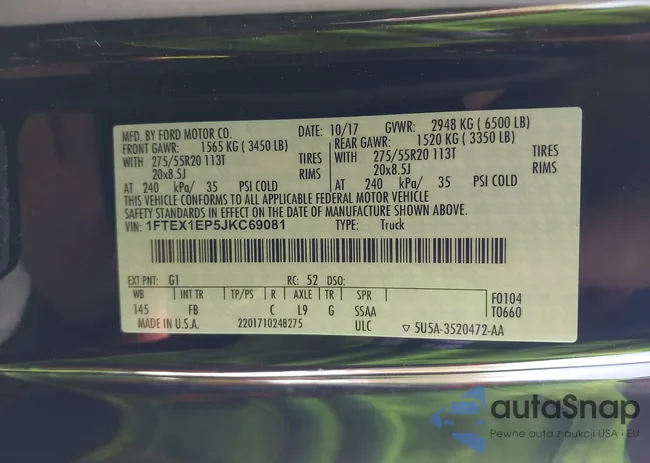 MFD. BY FORD MOTOR CO. DATE: 10/17 GVWR: 2948 KG ( 6500 LB)
FRONT GAWR: 1565 KG ( 3450 LB) REAR GAWR: 1520 KG ( 3350 LB)
WITH 275/55R20 113T TIRES WITH 275/55R20 113T TIRES
20x8.5J RIMS 20x8.5J RIMS
AT 240 kPa/ 35 PSI COLD AT 240 kPa/ 35 PSI COLD
THIS VEHICLE CONFORMS TO ALL APPLICABLE FEDERAL MOTOR VEHICLE
SAFETY STANDARDS IN EFFECT ON THE DATE OF MANUFACTURE SHOWN ABOVE.
VIN: 1FTEX1EP5JKC69081 TYPE: Truck
EXT PNT: G1 RC: 52 DSO:
WB INT TR TP/PS R AXLE TR SPR F0104
145 FB C L9 G SSAA T0660
MADE IN U.S.A. 2201710248275 ULC ▽ 5U5A-3520472-AA
autaSnap
Pewne auta z aukcji USA i EU